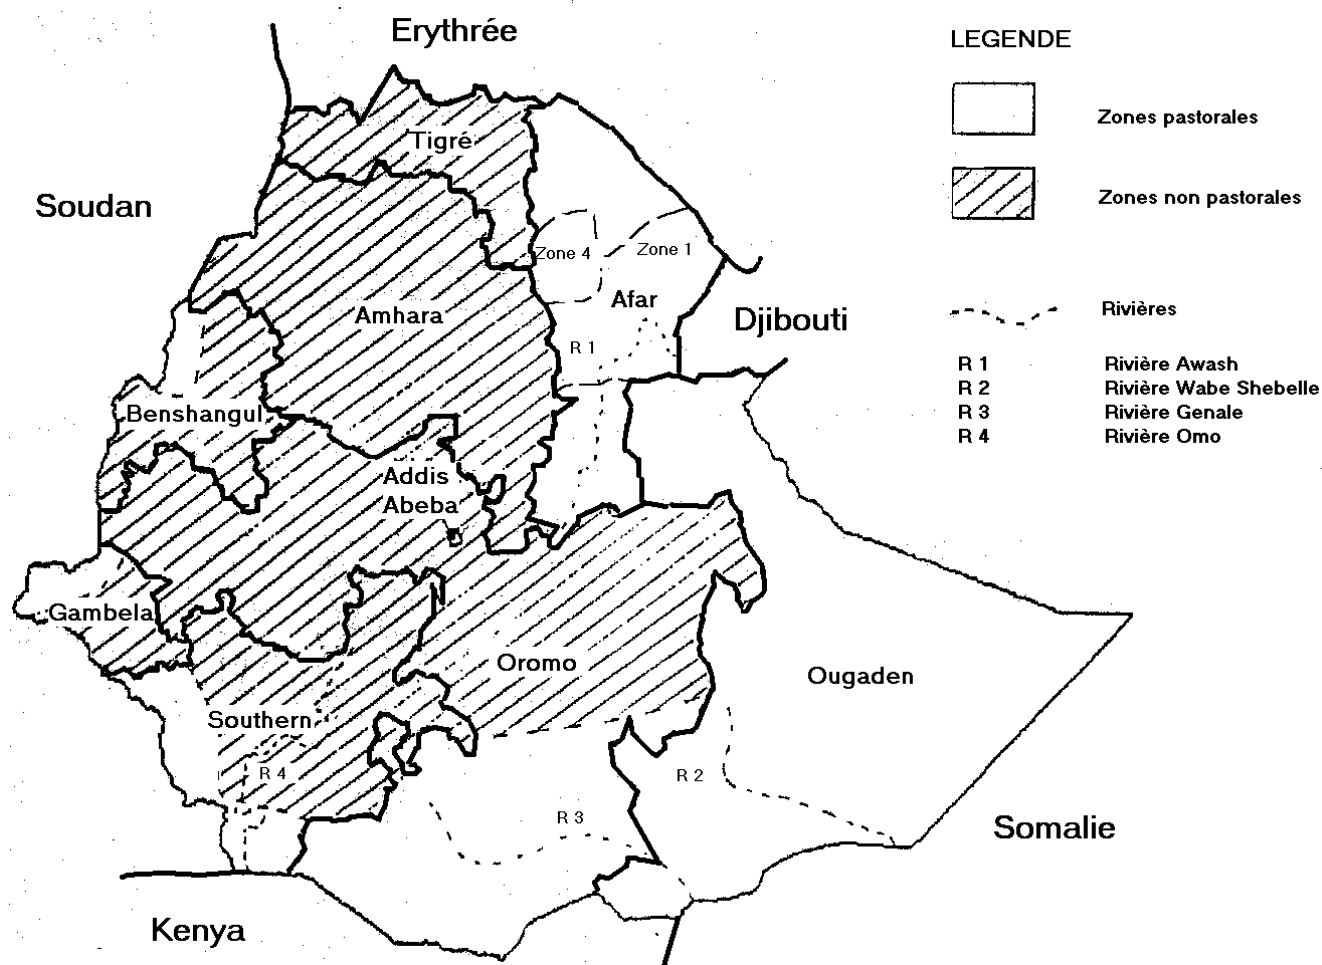 Erythrée
LEGENDE
Zones pastorales
Zones non pastorales
Tigré
Soudan
Zone 4
Zone 1
Afar
Amhara
Djibouti
Rivières
R 1
R 1 Rivière Awash
R 2 Rivière Wabe Shebelle
R 3 Rivière Genale
R 4 Rivière Omo
Benshangul
Addis
Abeba
Gambela
Oromo
Ougaden
Southern
R 4
R 2
R 3
Somalie
Kenya